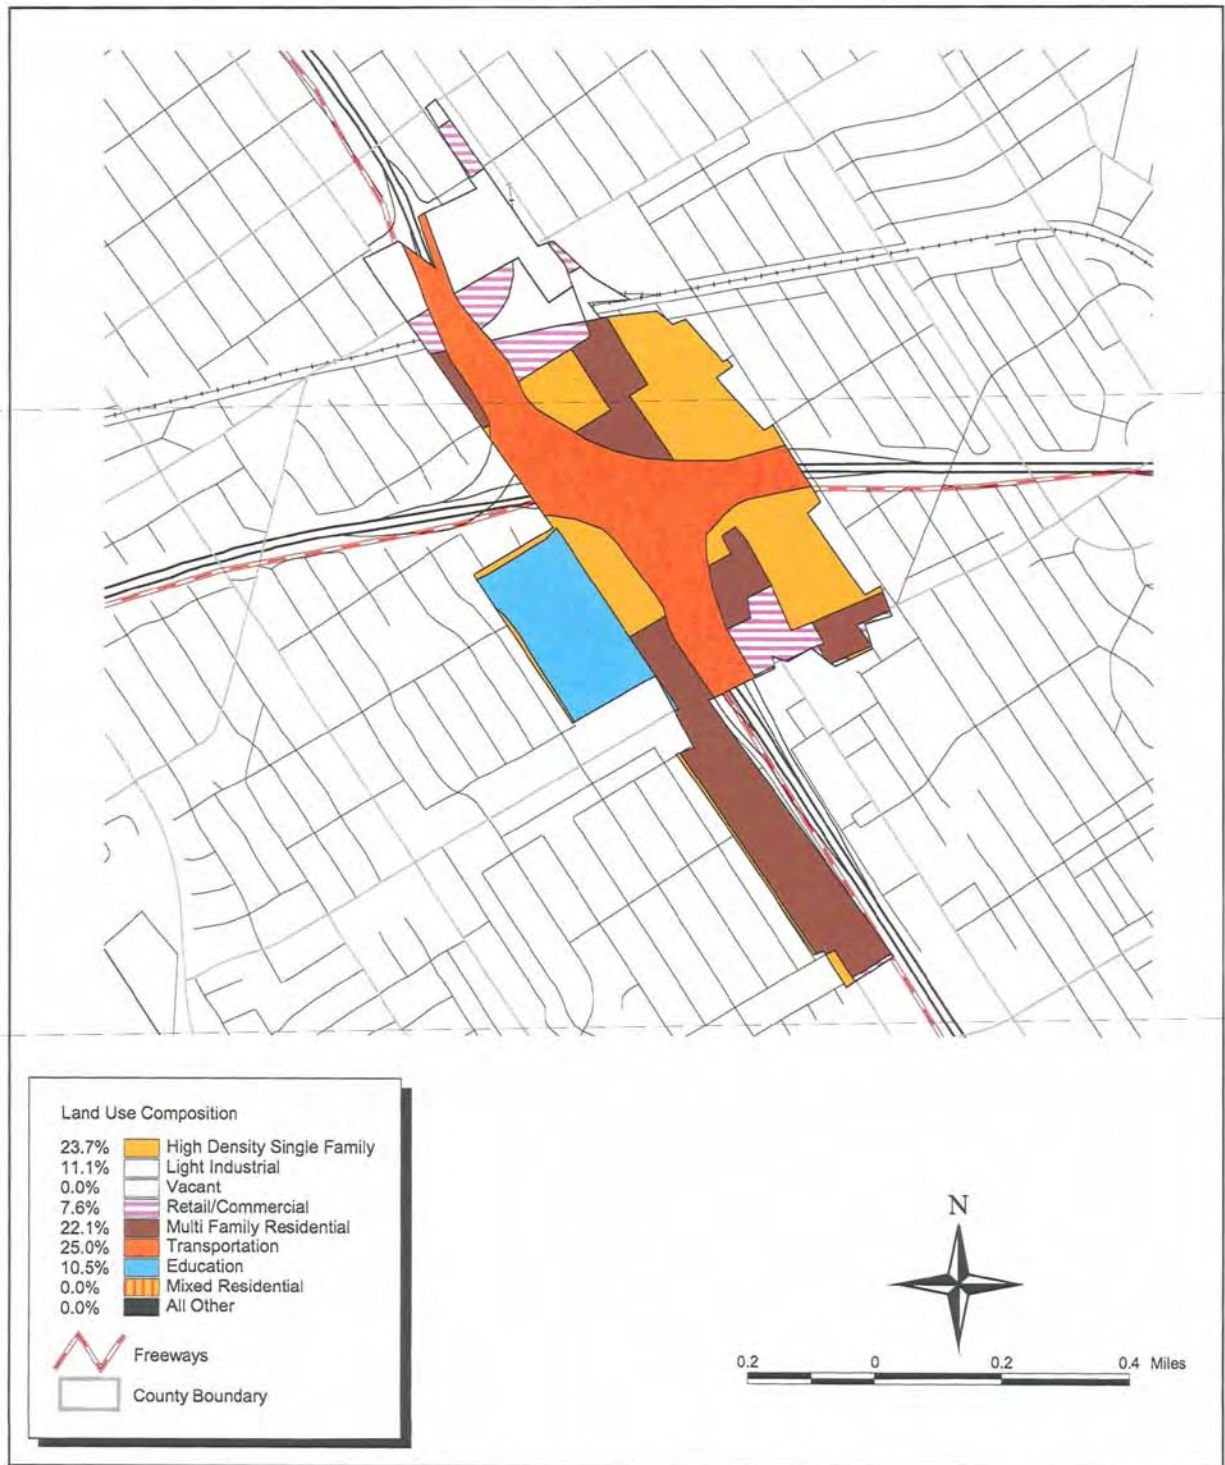 Land Use Composition
23.7% High Density Single Family
11.1% Light Industrial
0.0% Vacant
7.6% Retail/Commercial
22.1% Multi Family Residential
25.0% Transportation
10.5% Education
0.0% Mixed Residential
0.0% All Other
Freeways
County Boundary
N
0.2 0 0.2 0.4 Miles